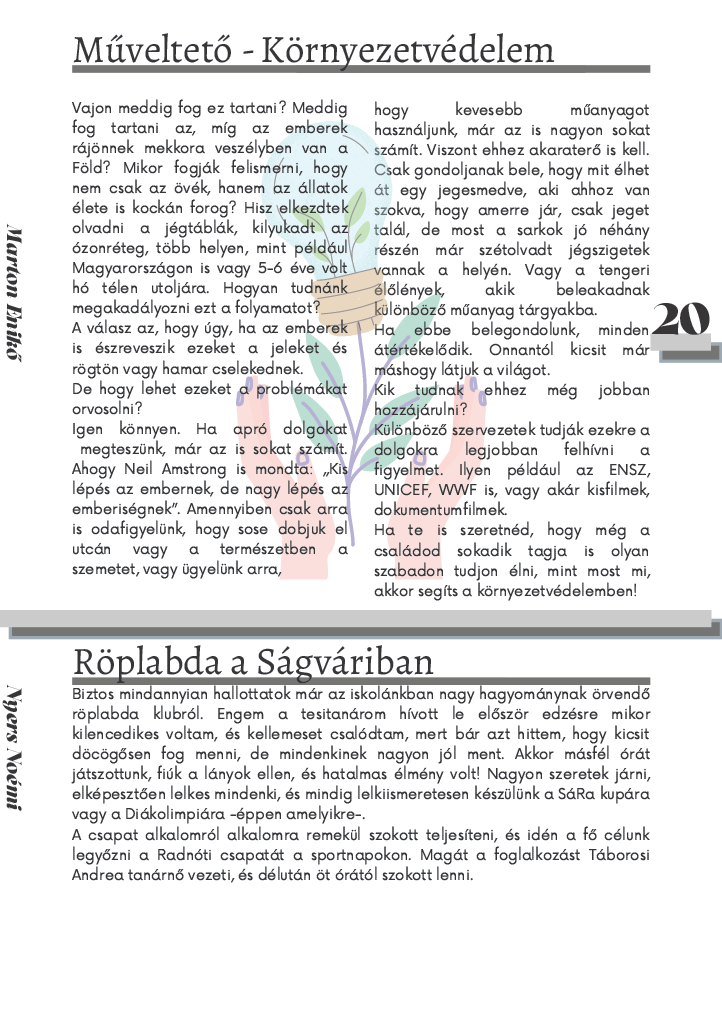 Műveltető - Környezetvédelem
Vajon meddig fog ez tartani? Meddig
fog tartani az, míg az emberek
rájönnek mekkora veszélyben van a
Föld? Mikor fogják felismerni, hogy
nem csak az övék, hanem az állatok
élete is kockán forog? Hisz elkezdtek
olvadni a jégtáblák, kilyukadt az
ózonréteg, több helyen, mint például
Magyarországon is vagy 5-6 éve volt
hó télen utoljára. Hogyan tudnánk
megakadályozni ezt a folyamatot?
A válasz az, hogy úgy, ha az emberek
is észreveszik ezeket a jeleket és
rögtön vagy hamar cselekednek.
De hogy lehet ezeket a problémákat
orvosolni?
Igen könnyen. Ha apró dolgokat
megteszünk, már az is sokat számít.
Ahogy Neil Amstrong is mondta: „Kis
lépés az embernek, de nagy lépés az
emberiségnek”. Amennyiben csak arra
is odafigyelünk, hogy sose dobjuk el
utcán vagy a természetben a
szemetet, vagy ügyelünk arra,
hogy kevesebb műanyagot
használjunk, már az is nagyon sokat
számít. Viszont ehhez akaraterő is kell.
Csak gondoljanak bele, hogy mit élhet
át egy jegesmedve, aki ahhoz van
szokva, hogy amerre jár, csak jeget
talál, de most a sarkok jó néhány
részén már szétolvadt jégszigetek
vannak a helyén. Vagy a tengeri
élőlények, akik beleakadnak
különböző műanyag tárgyakba.
Ha ebbe belegondolunk, minden
átértékelődik. Onnantól kicsit már
máshogy látjuk a világot.
Kik tudnak ehhez még jobban
hozzájárulni?
Különböző szervezetek tudják ezekre a
dolgokra legjobban felhívni a
figyelmet. Ilyen például az ENSZ,
UNICEF, WWF is, vagy akár kisfilmek,
dokumentumfilmek.
Ha te is szeretnéd, hogy még a
családod sokadik tagja is olyan
szabadon tudjon élni, mint most mi,
akkor segíts a környezetvédelemben!
Marton Enikő
20
Röplabda a Ságváriban
Biztos mindannyian hallottatok már az iskolánkban nagy hagyománynak örvendő
röplabda klubról. Engem a tesitanárom hívott le először edzésre mikor
kilencedikes voltam, és kellemeset csalódtam, mert bár azt hittem, hogy kicsit
döcögősen fog menni, de mindenkinek nagyon jól ment. Akkor másfél órát
játszottunk, fiúk a lányok ellen, és hatalmas élmény volt! Nagyon szeretek járni,
elképesztően lelkes mindenki, és mindig lelkiismeretesen készülünk a SáRa kupára
vagy a Diákolimpiára -éppen amelyikre-.
A csapat alkalomról alkalomra remekül szokott teljesíteni, és idén a fő célunk
legyőzni a Radnóti csapatát a sportnapokon. Magát a foglalkozást Táborosi
Andrea tanárnő vezeti, és délután öt órától szokott lenni.
Nyers Noémi